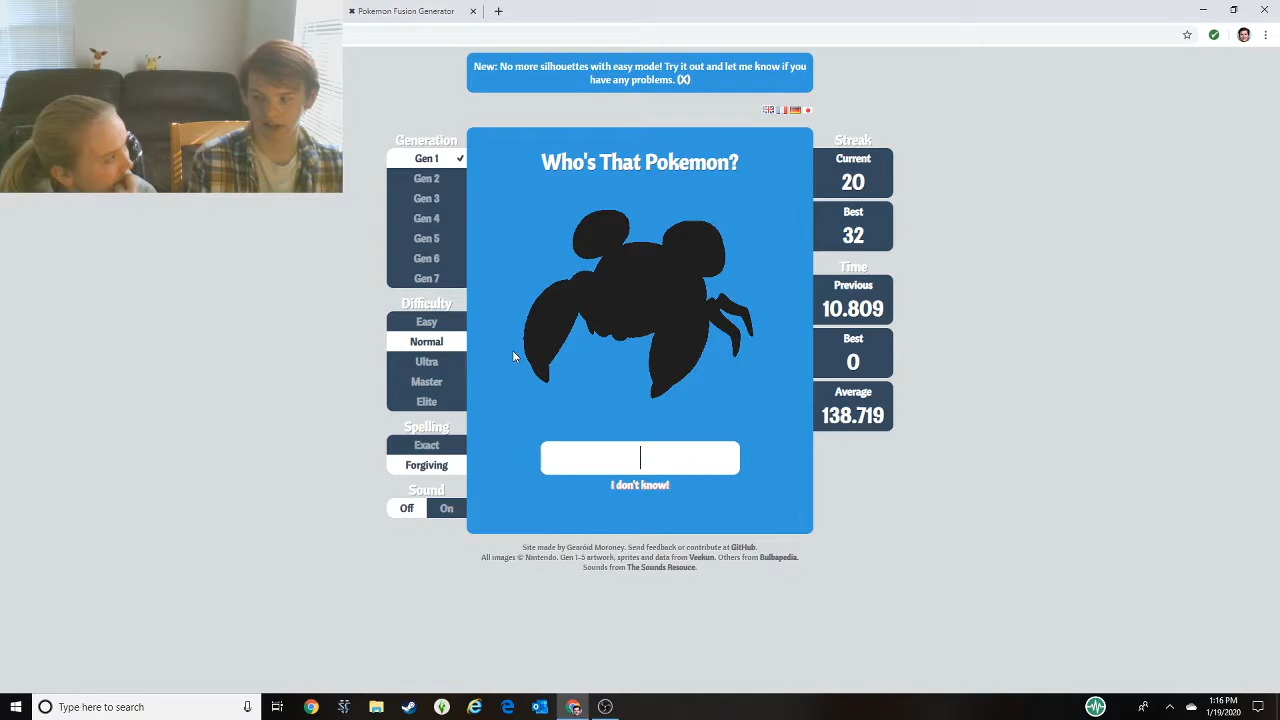 Pokemon Fusion Generator
New: No more silhouettes with easy mode! Try it out and let me know if you
have any problems. (X)
Generation
Gen 1
Gen 2
Gen 3
Gen 4
Gen 5
Gen 6
Gen 7
Difficulty
Easy
Normal
Ultra
Master
Elite
Spelling
Exact
Forgiving
Sound
Off On
Who's That Pokemon?
I don't know!
Streak
Current
20
Best
32
Time
Previous
10.809
Best
0
Average
138.719
Site made by Gearóid Moroney. Send feedback or contribute at GitHub.
All images © Nintendo. Gen 1-5 artwork, sprites and data from Veekun. Others from Bulbapedia.
Sounds from The Sounds Resouce.
Type here to search
1:16 PM
1/19/2020